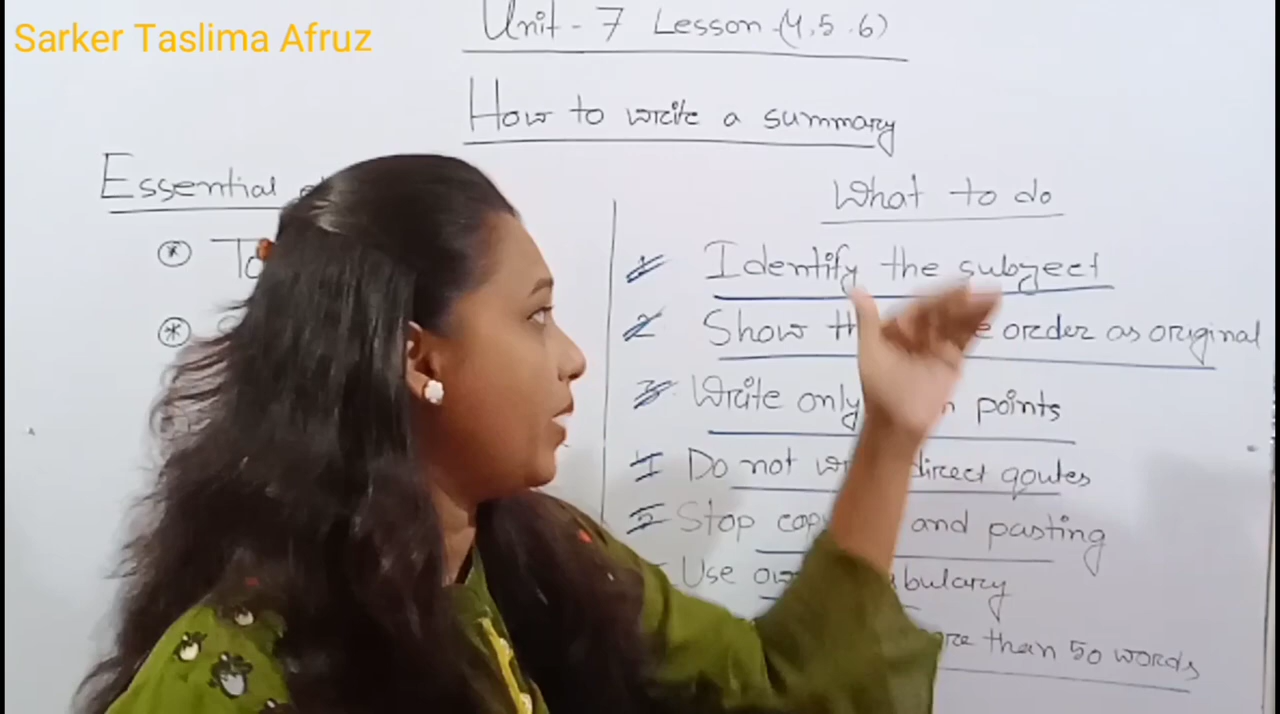 Sarker Taslima Afruz
Unit - 7 Lesson-(4,5.6)
How to write a summary
Essential
What to do
Identify the subject
Show order as original
Write only points
Do not direct qoutes
Stop and pasting
Use
than 50 words